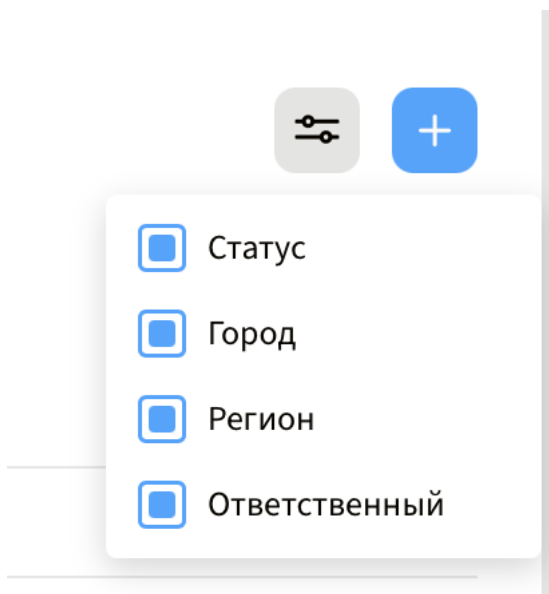 Статус
Город
Регион
Ответственный